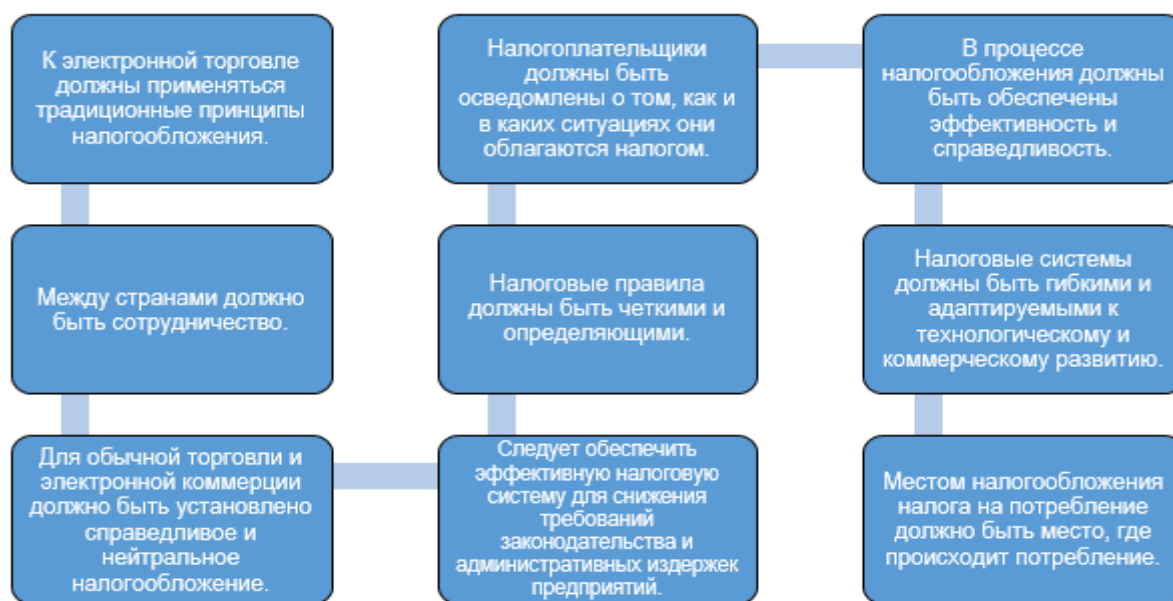 К электронной торговле
должны применяться
традиционные принципы
налогообложения.
Между странами должно
быть сотрудничество.
Для обычной торговли и
электронной коммерции
должно быть установлено
справедливое и
нейтральное
налогообложение.
Следует обеспечить
эффективную налоговую
систему для снижения
требований
законодательства и
административных издержек
предприятий.
Налоговые правила
должны быть четкими и
определяющими.
Налогоплательщики
должны быть
осведомлены о том, как и
в каких ситуациях они
облагаются налогом.
В процессе
налогообложения должны
быть обеспечены
эффективность и
справедливость.
Налоговые системы
должны быть гибкими и
адаптируемыми к
технологическому и
коммерческому развитию.
Местом налогообложения
налога на потребление
должно быть место, где
происходит потребление.